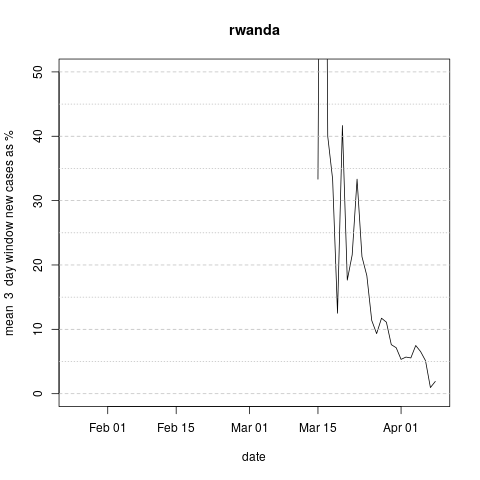 rwanda
mean 3 day window new cases as %
50
40
30
20
10
0
Feb 01
Feb 15
Mar 01
Mar 15
Apr 01
date